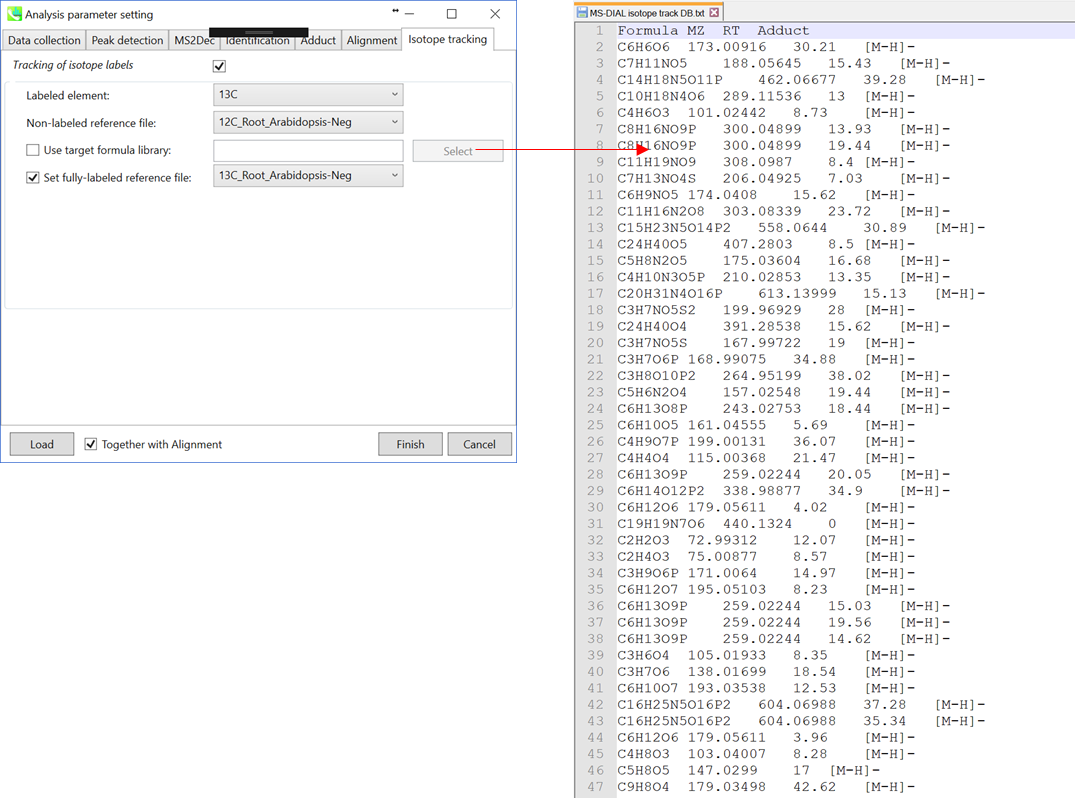 Analysis parameter setting
Data collection Peak detection MS2Dec Identification Adduct Alignment Isotope tracking
Tracking of isotope labels
Labeled element: 13C
Non-labeled reference file: 12C_Root_Arabidopsis-Neg
Use target formula library: Select
Set fully-labeled reference file: 13C_Root_Arabidopsis-Neg
Load Together with Alignment Finish Cancel
MS-DIAL isotope track DB.txt
1 Formula MZ RT Adduct
2 C6H6O6 173.00916 30.21 [M-H]-
3 C7H11NO5 188.05645 15.43 [M-H]-
4 C14H18N5O11P 462.06677 39.28 [M-H]-
5 C10H18N4O6 289.11536 13 [M-H]-
6 C4H6O3 101.02442 8.73 [M-H]-
7 C8H16NO9P 300.04899 13.93 [M-H]-
8 C8H16NO9P 300.04899 19.44 [M-H]-
9 C11H19NO9 308.0987 8.4 [M-H]-
10 C7H13NO4S 206.04925 7.03 [M-H]-
11 C6H9NO5 174.0408 15.62 [M-H]-
12 C11H16N2O8 303.08339 23.72 [M-H]-
13 C15H23N5O14P2 558.0644 30.89 [M-H]-
14 C24H40O5 407.2803 8.5 [M-H]-
15 C5H8N2O5 175.03604 16.68 [M-H]-
16 C4H10N3O5P 210.02853 13.35 [M-H]-
17 C20H31N4O16P 613.13999 15.13 [M-H]-
18 C3H7NO5S2 199.96929 28 [M-H]-
19 C24H40O4 391.28538 15.62 [M-H]-
20 C3H7NO5S 167.99722 19 [M-H]-
21 C3H7O6P 168.99075 34.88 [M-H]-
22 C3H8O10P2 264.95199 38.02 [M-H]-
23 C5H6N2O4 157.02548 19.44 [M-H]-
24 C6H13O8P 243.02753 18.44 [M-H]-
25 C6H10O5 161.04555 5.69 [M-H]-
26 C4H9O7P 199.00131 36.07 [M-H]-
27 C4H4O4 115.00368 21.47 [M-H]-
28 C6H13O9P 259.02244 20.05 [M-H]-
29 C6H14O12P2 338.98877 34.9 [M-H]-
30 C6H12O6 179.05611 4.02 [M-H]-
31 C19H19N7O6 440.1324 0 [M-H]-
32 C2H2O3 72.99312 12.07 [M-H]-
33 C2H4O3 75.00877 8.57 [M-H]-
34 C3H9O6P 171.0064 14.97 [M-H]-
35 C6H12O7 195.05103 8.23 [M-H]-
36 C6H13O9P 259.02244 15.03 [M-H]-
37 C6H13O9P 259.02244 19.56 [M-H]-
38 C6H13O9P 259.02244 14.62 [M-H]-
39 C3H6O4 105.01933 8.35 [M-H]-
40 C3H7O6 138.01699 18.54 [M-H]-
41 C6H10O7 193.03538 12.53 [M-H]-
42 C16H25N5O16P2 604.06988 37.28 [M-H]-
43 C16H25N5O16P2 604.06988 35.34 [M-H]-
44 C6H12O6 179.05611 3.96 [M-H]-
45 C4H8O3 103.04007 8.28 [M-H]-
46 C5H8O5 147.0299 17 [M-H]-
47 C9H8O4 179.03498 42.62 [M-H]-